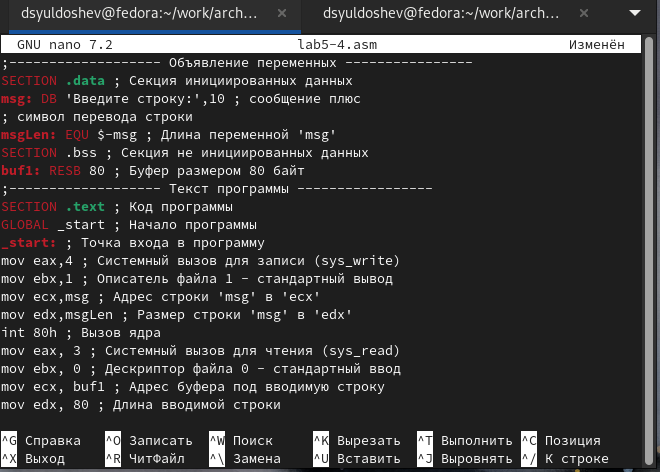 dsyuldoshev@fedora:~/work/arch... × dsyuldoshev@fedora:~/work/arch... ×
GNU nano 7.2 lab5-4.asm Изменён
;------------------- Объявление переменных ----------------
SECTION .data ; Секция инициированных данных
msg: DB 'Введите строку:',10 ; сообщение плюс
; символ перевода строки
msgLen: EQU $-msg ; Длина переменной 'msg'
SECTION .bss ; Секция не инициированных данных
buf1: RESB 80 ; Буфер размером 80 байт
;------------------- Текст программы -----------------
SECTION .text ; Код программы
GLOBAL _start ; Начало программы
_start: ; Точка входа в программу
mov eax,4 ; Системный вызов для записи (sys_write)
mov ebx,1 ; Описатель файла 1 - стандартный вывод
mov ecx,msg ; Адрес строки 'msg' в 'ecx'
mov edx,msgLen ; Размер строки 'msg' в 'edx'
int 80h ; Вызов ядра
mov eax, 3 ; Системный вызов для чтения (sys_read)
mov ebx, 0 ; Дескриптор файла 0 - стандартный ввод
mov ecx, buf1 ; Адрес буфера под вводимую строку
mov edx, 80 ; Длина вводимой строки
^G Справка ^O Записать ^W Поиск ^K Вырезать ^T Выполнить ^C Позиция
^X Выход ^R ЧитФайл ^\ Замена ^U Вставить ^J Выровнять ^/ К строке